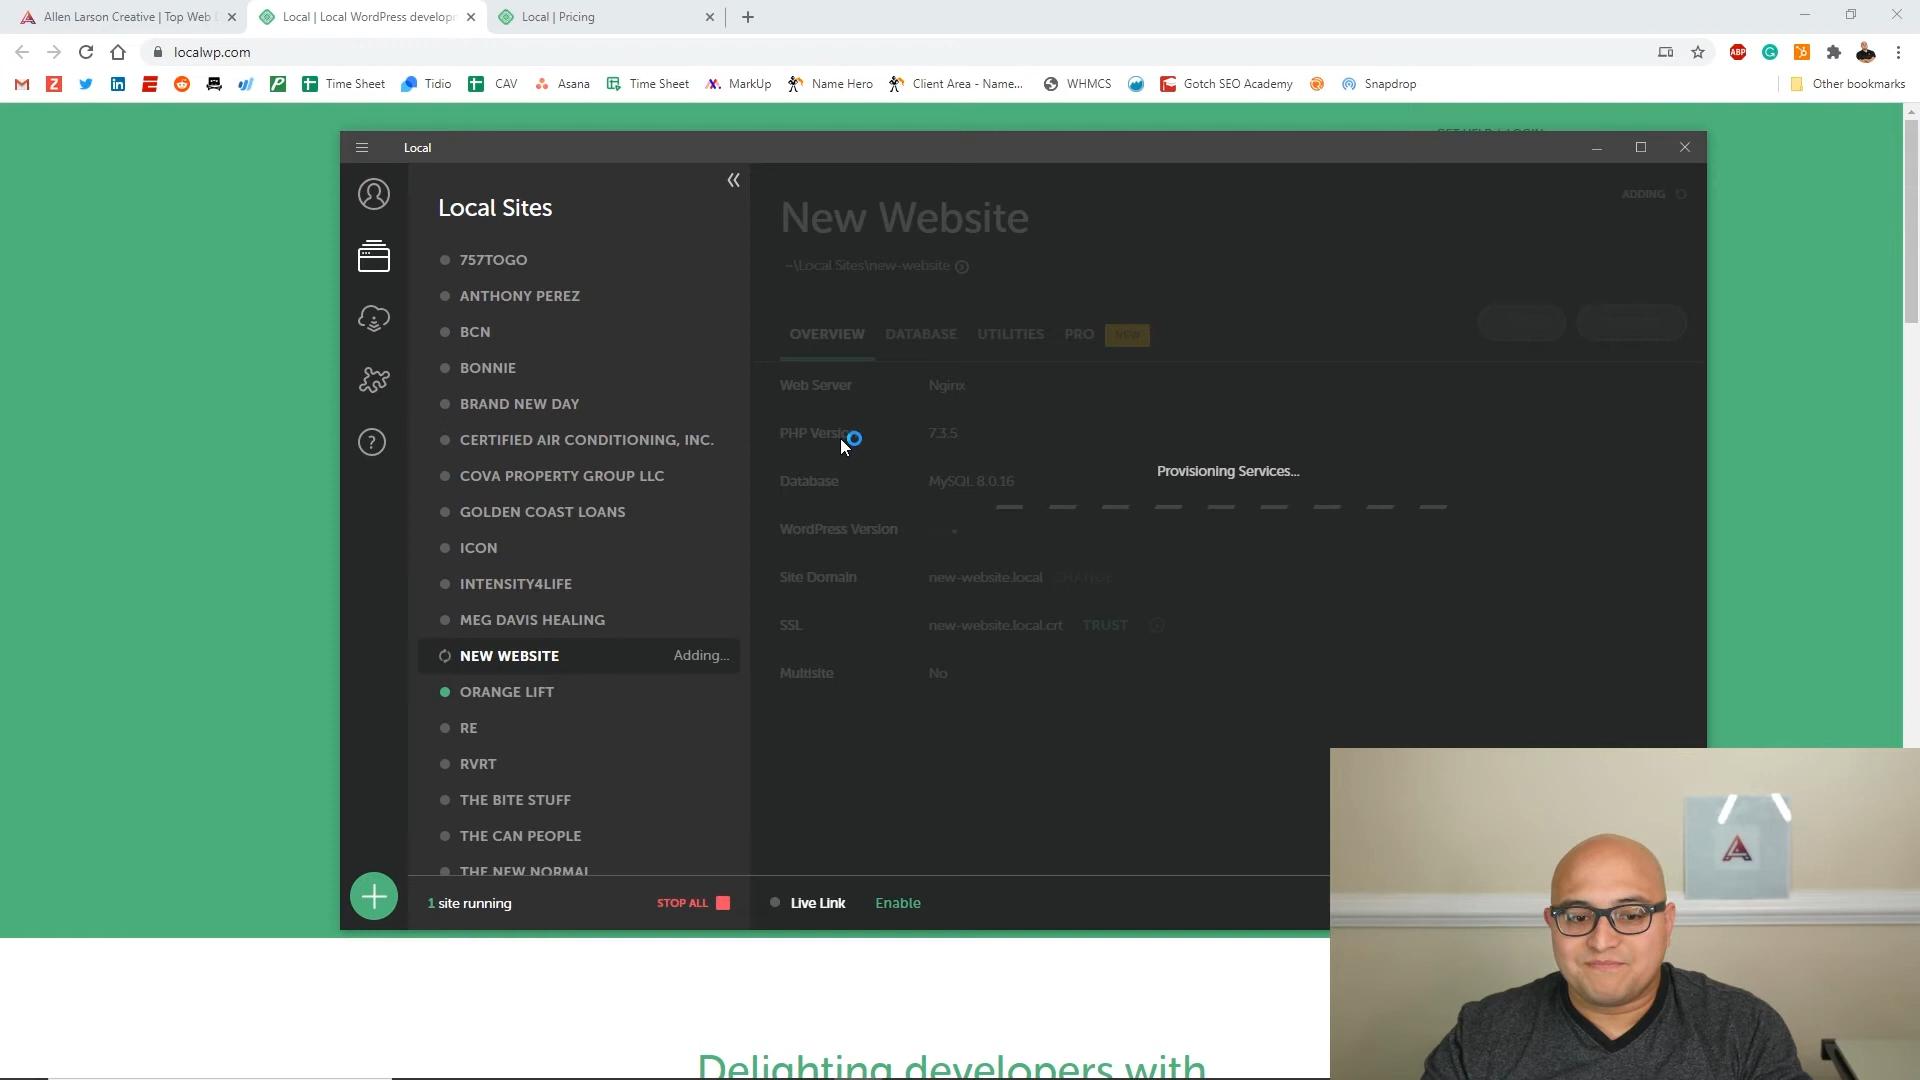 Allen Larson Creative | Top Web
Local | Local WordPress developm
Local | Pricing
localwp.com
Time Sheet
Tidio
CAV
Asana
Time Sheet
MarkUp
Name Hero
Client Area - Name...
WHMCS
Gotch SEO Academy
Snapdrop
Other bookmarks
Local
Local Sites
757TOGO
ANTHONY PEREZ
BCN
BONNIE
BRAND NEW DAY
CERTIFIED AIR CONDITIONING, INC.
COVA PROPERTY GROUP LLC
GOLDEN COAST LOANS
ICON
INTENSITY4LIFE
MEG DAVIS HEALING
NEW WEBSITE Adding...
ORANGE LIFT
RE
RVRT
THE BITE STUFF
THE CAN PEOPLE
THE NEW NORMAL
1 site running
STOP ALL
New Website
ADDING
~\Local Sites\new-website
OVERVIEW DATABASE UTILITIES PRO NEW
Web Server Nginx
PHP Version 7.3.5
Database MySQL 8.0.16
WordPress Version
Site Domain new-website.local CHANGE
SSL new-website.local.crt TRUST
Multisite No
Provisioning Services...
Live Link Enable
Delighting developers with